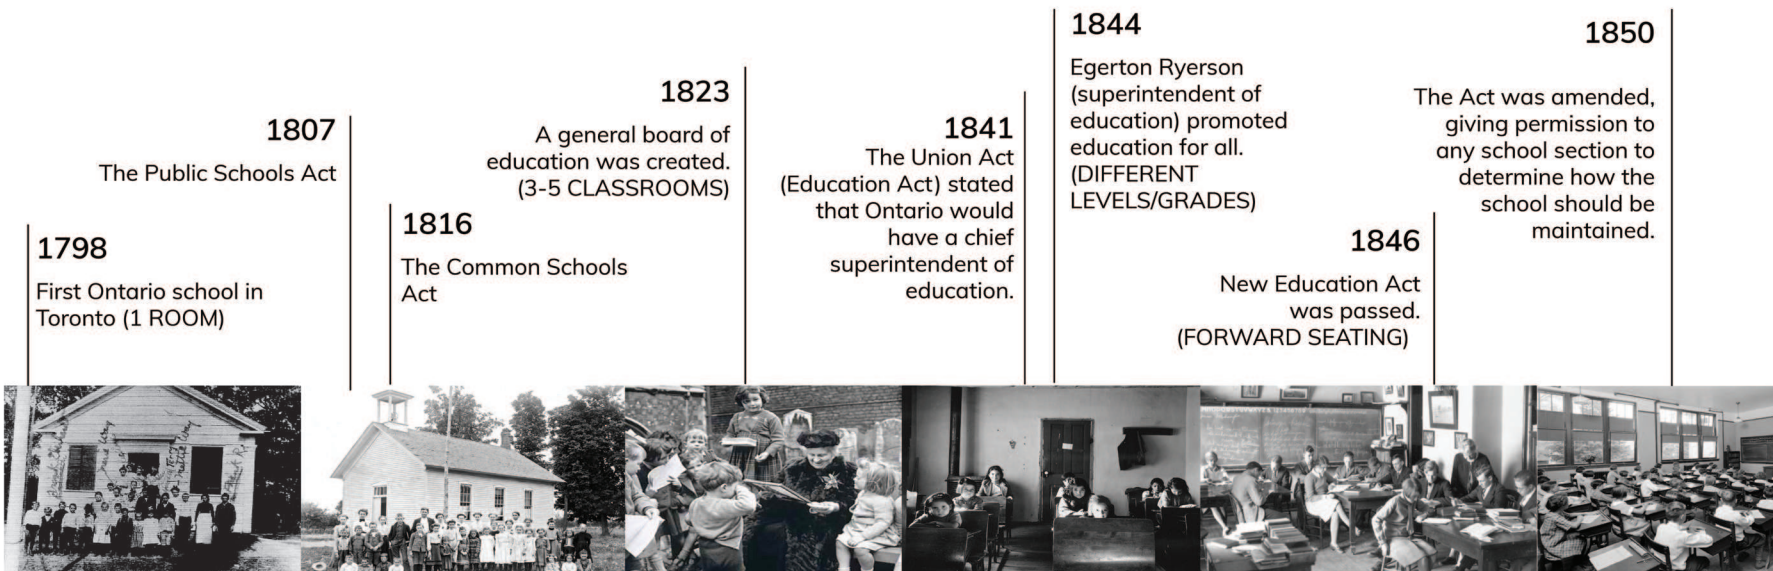 1798
First Ontario school in
Toronto (1 ROOM)
1807
The Public Schools Act
1816
The Common Schools
Act
1823
A general board of
education was created.
(3-5 CLASSROOMS)
1841
The Union Act
(Education Act) stated
that Ontario would
have a chief
superintendent of
education.
1844
Egerton Ryerson
(superintendent of
education) promoted
education for all.
(DIFFERENT
LEVELS/GRADES)
1846
New Education Act
was passed.
(FORWARD SEATING)
1850
The Act was amended,
giving permission to
any school section to
determine how the
school should be
maintained.